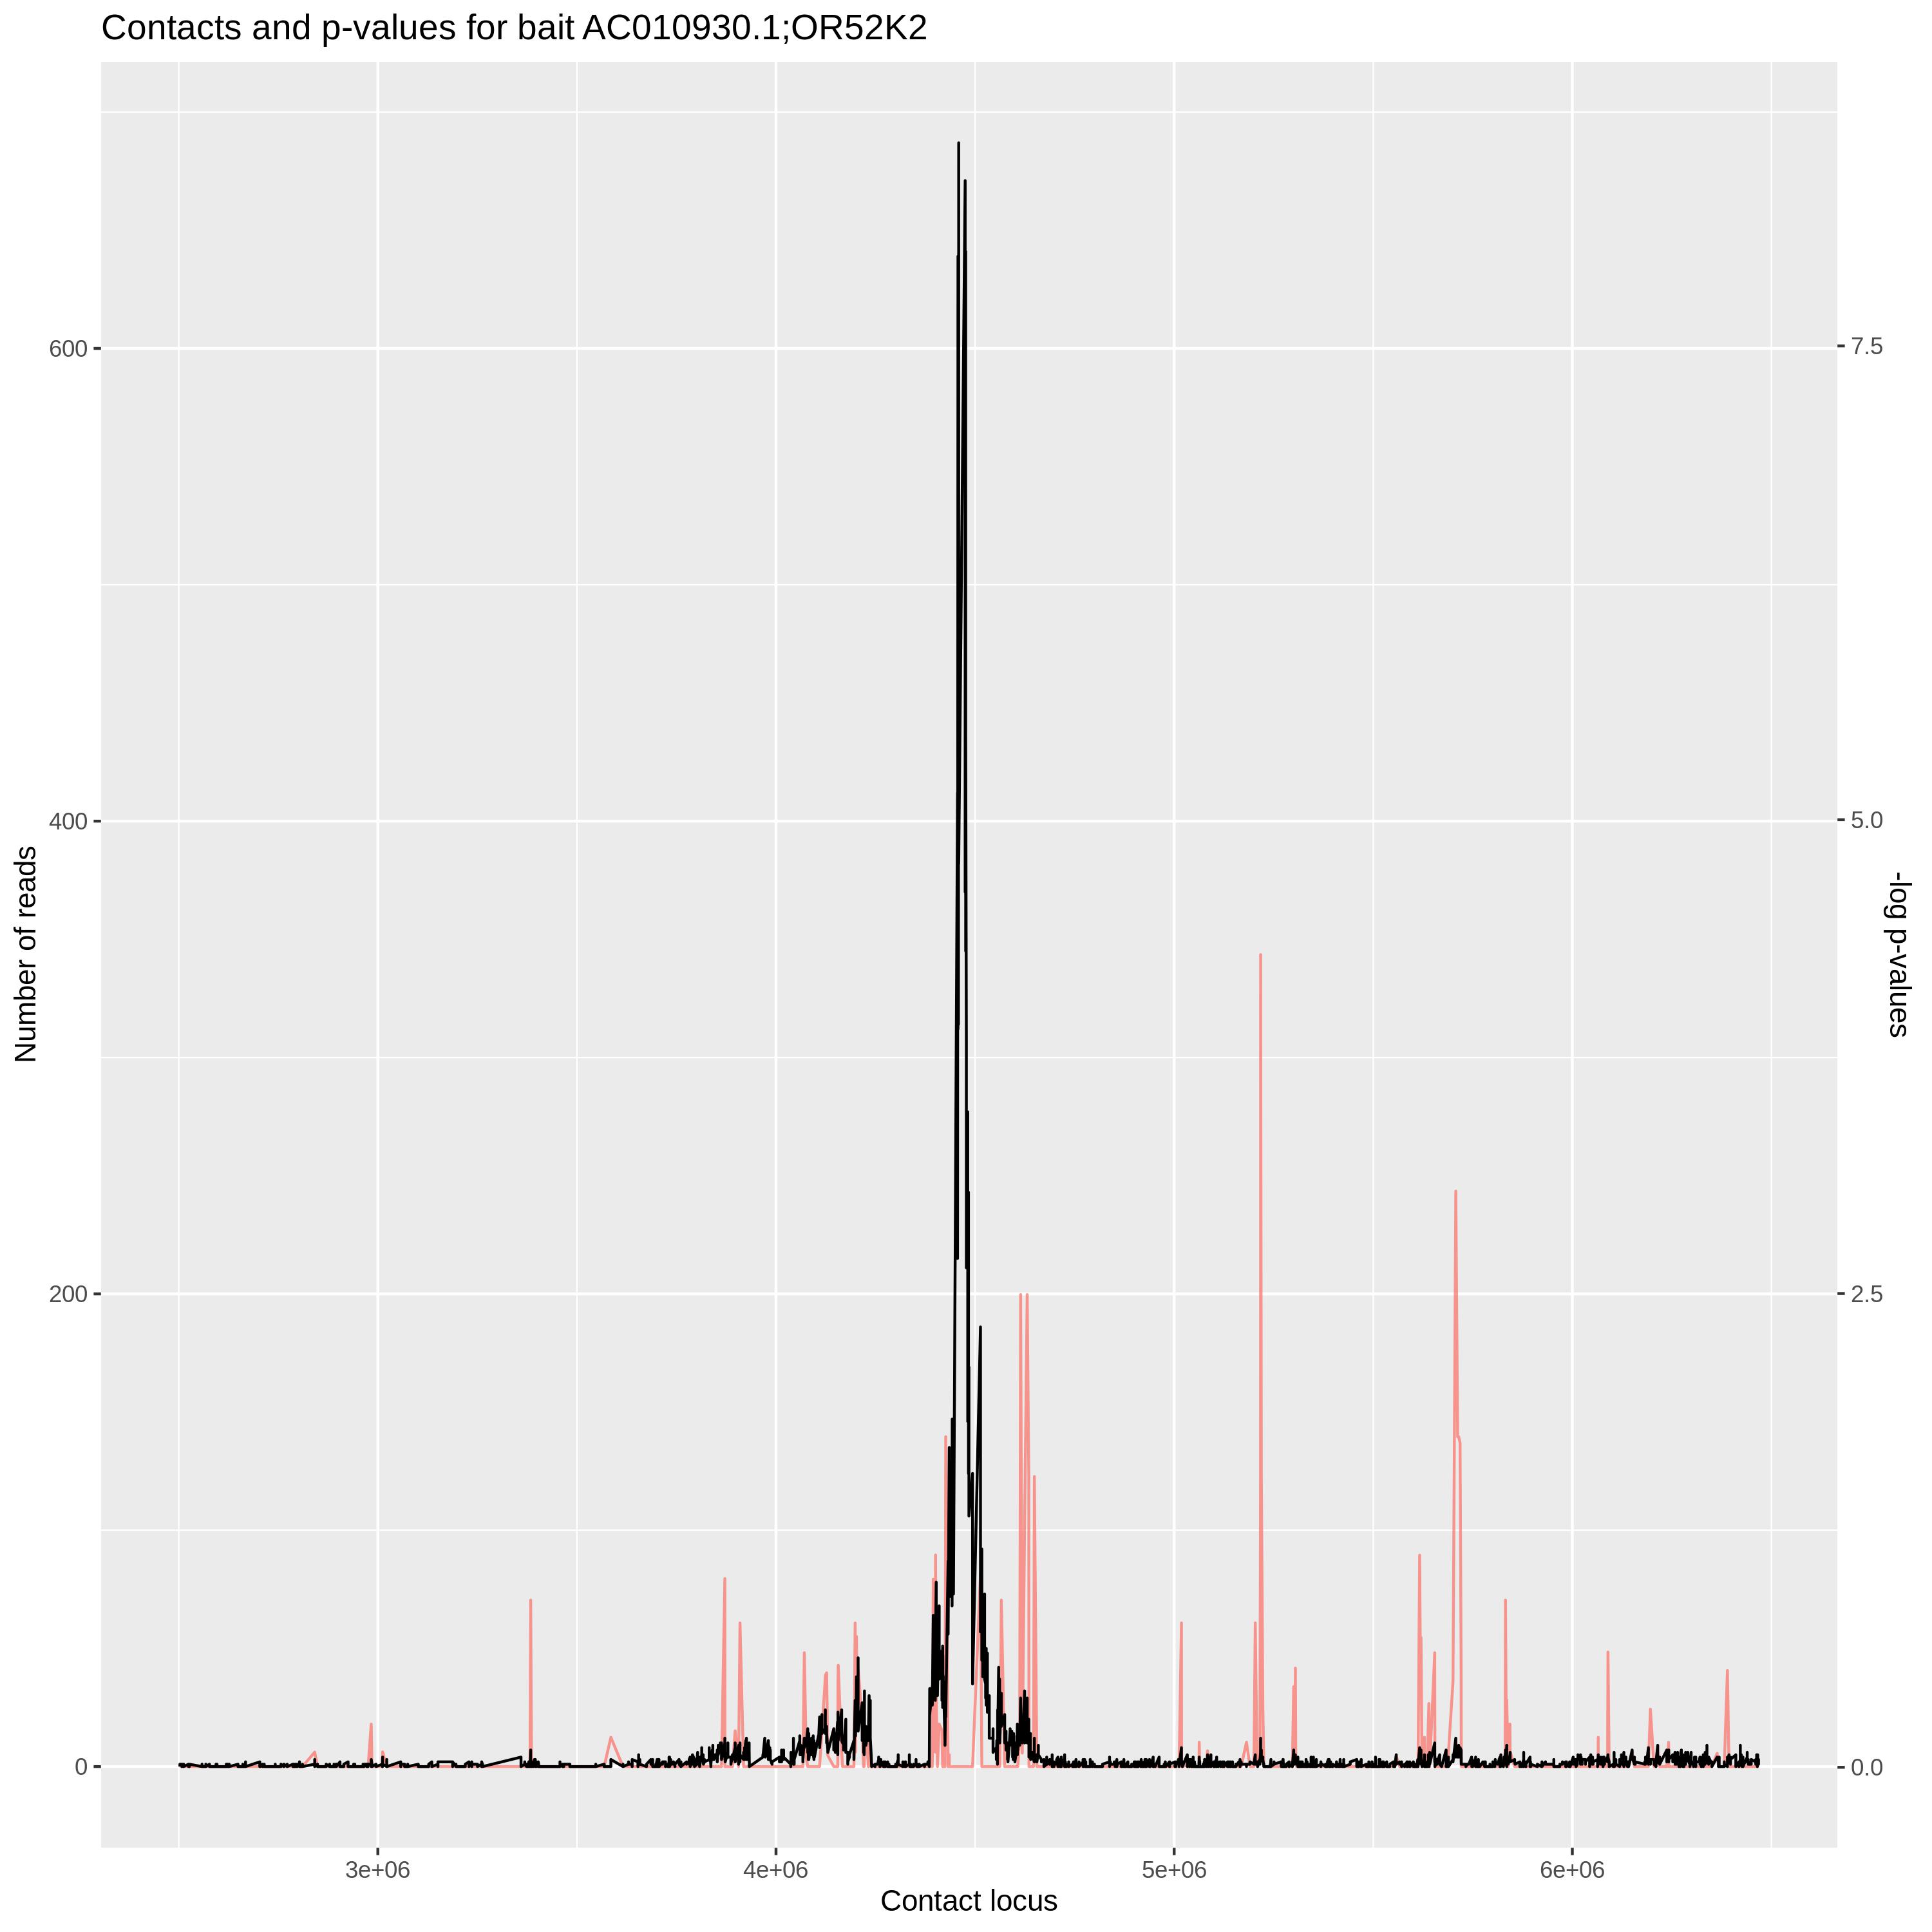 Contacts and p-values for bait AC010930.1;OR52K2
600
400
200
0
Number of reads
7.5
5.0
2.5
0.0
-log p-values
3e+06
4e+06
5e+06
6e+06
Contact locus